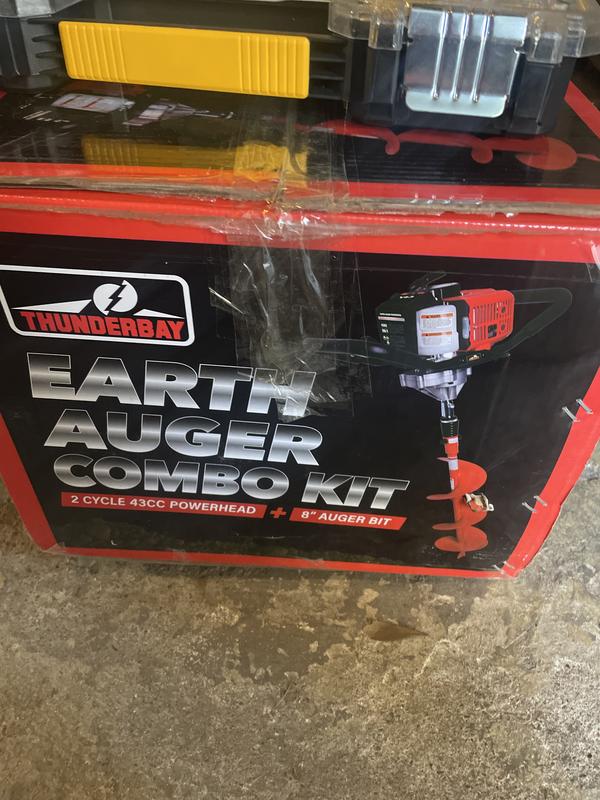 THUNDERBAY
EARTH
AUGER
COMBO KIT
2 CYCLE 43CC POWERHEAD + 8" AUGER BIT